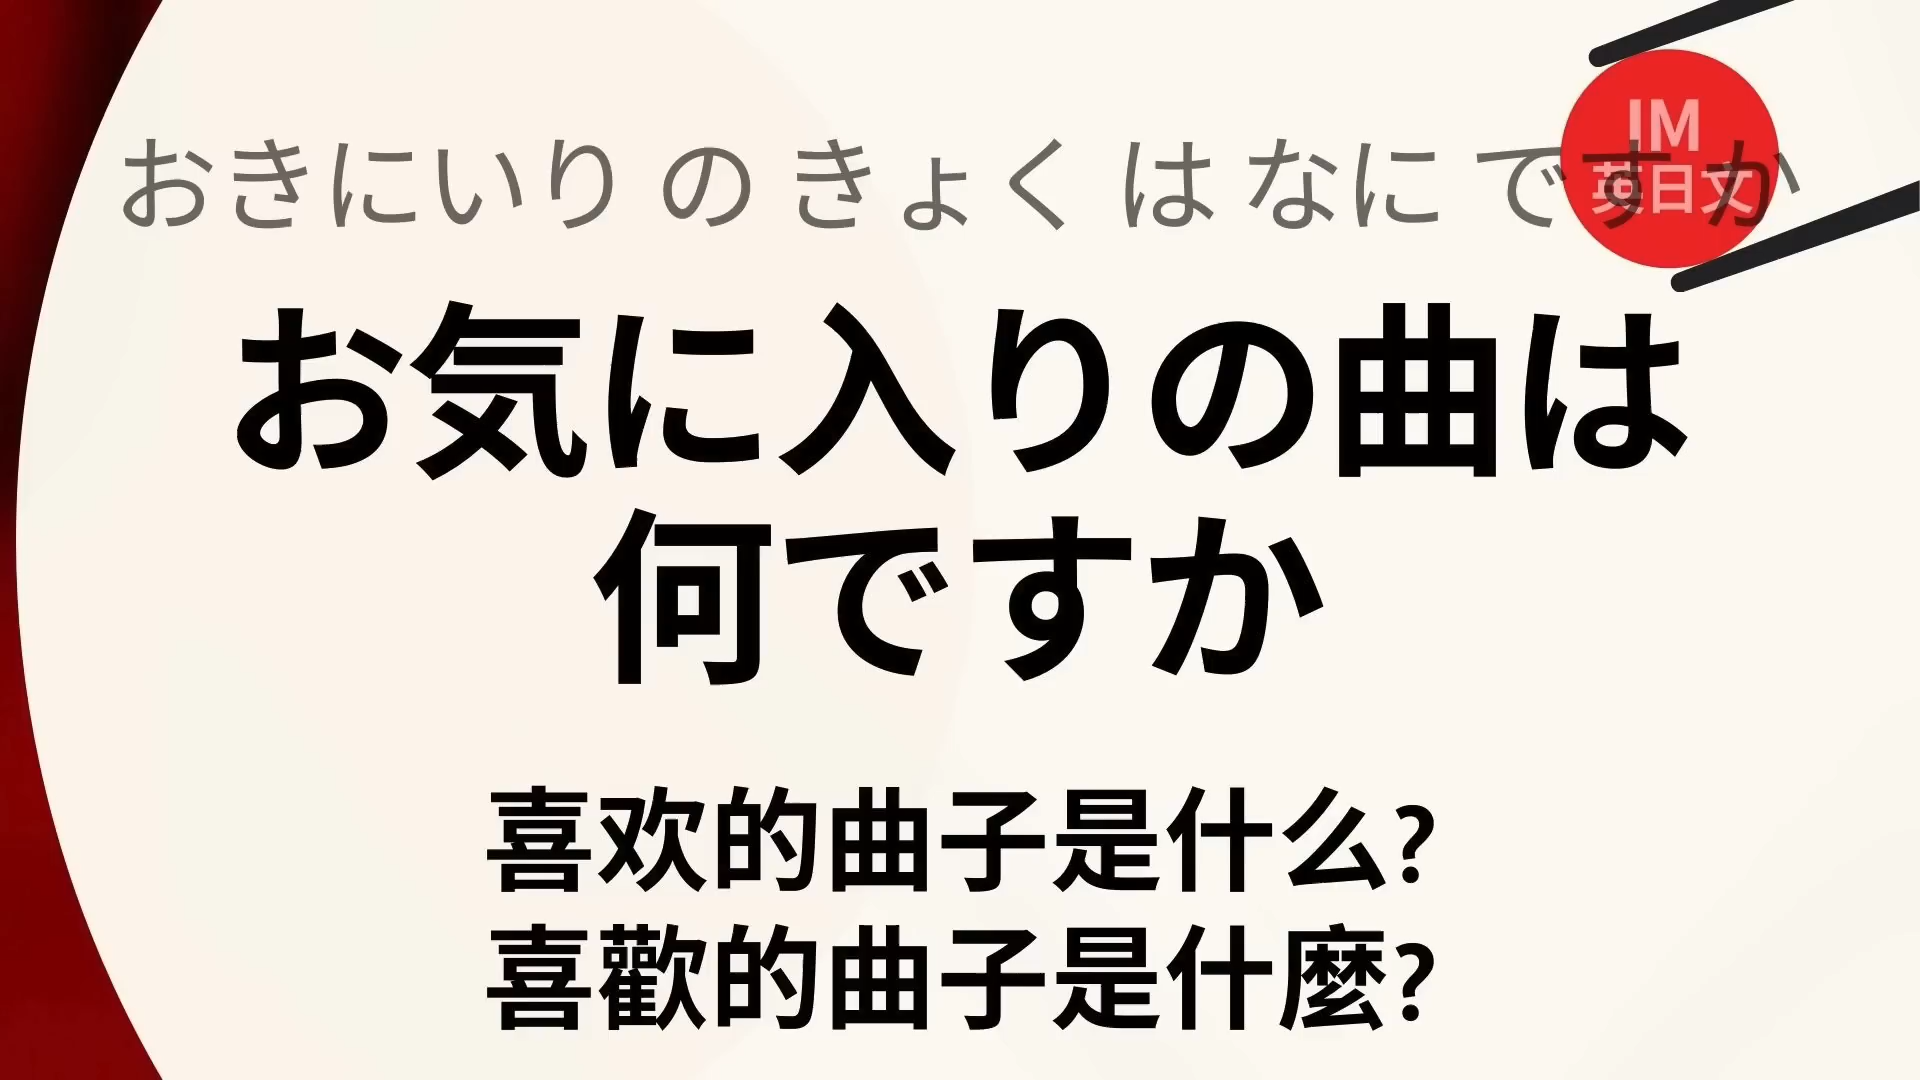 おきにいり の きょく は なに ですか
IM
英日文
お気に入りの曲は
何ですか
喜欢的曲子是什么?
喜歡的曲子是什麼?